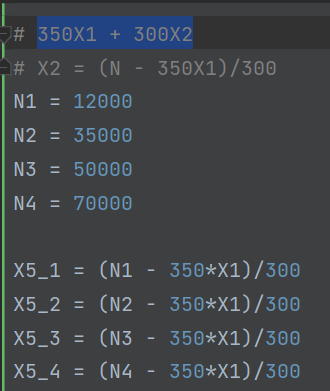 # 350X1 + 300X2
# X2 = (N - 350X1)/300
N1 = 12000
N2 = 35000
N3 = 50000
N4 = 70000
X5_1 = (N1 - 350*X1)/300
X5_2 = (N2 - 350*X1)/300
X5_3 = (N3 - 350*X1)/300
X5_4 = (N4 - 350*X1)/300